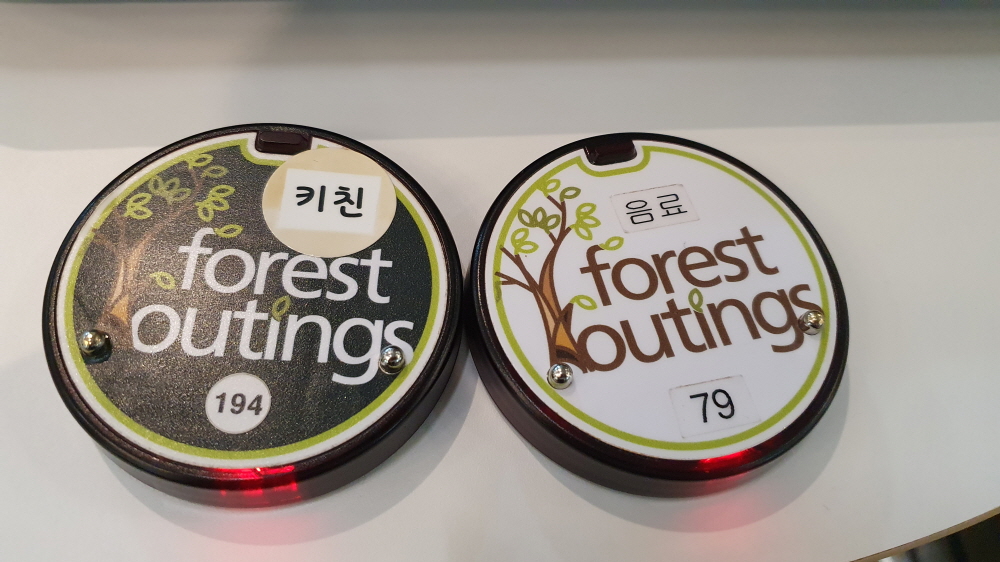 키친
forest
outings
194
음료
forest
outings
79